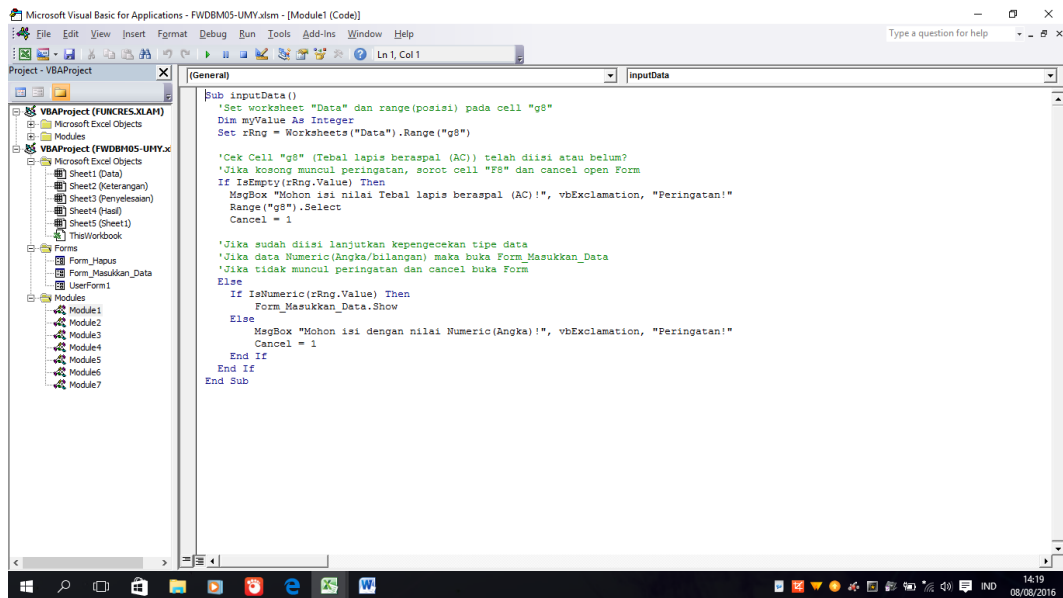 Microsoft Visual Basic for Applications - FWDBM05-UMY.xlsm - [Module1 (Code)]
File Edit View Insert Format Debug Run Tools Add-Ins Window Help
Type a question for help
Ln 1, Col 1
Project - VBAProject
(General)
inputData
VBAProject (FUNCRES.XLAM)
Microsoft Excel Objects
Modules
VBAProject (FWDBM05-UMY.x
Microsoft Excel Objects
Sheet1 (Data)
Sheet2 (Keterangan)
Sheet3 (Penyelesaian)
Sheet4 (Hasil)
Sheet5 (Sheet1)
ThisWorkbook
Forms
Form_Hapus
Form_Masukkan_Data
UserForm1
Modules
Module1
Module2
Module3
Module4
Module5
Module6
Module7
Sub inputData()
'Set worksheet "Data" dan range(posisi) pada cell "g8"
Dim myValue As Integer
Set rRng = Worksheets("Data").Range("g8")
'Cek Cell "g8" (Tebal lapis beraspal (AC)) telah diisi atau belum?
'Jika kosong muncul peringatan, sorot cell "F8" dan cancel open Form
If IsEmpty(rRng.Value) Then
MsgBox "Mohon isi nilai Tebal lapis beraspal (AC)!", vbExclamation, "Peringatan!"
Range("g8").Select
Cancel = 1
'Jika sudah diisi lanjutkan kepengecekan tipe data
'Jika data Numeric(Angka/bilangan) maka buka Form_Masukkan_Data
'Jika tidak muncul peringatan dan cancel buka Form
Else
If IsNumeric(rRng.Value) Then
Form_Masukkan_Data.Show
Else
MsgBox "Mohon isi dengan nilai Numeric(Angka)!", vbExclamation, "Peringatan!"
Cancel = 1
End If
End If
End Sub
IND
14:19
08/08/2016